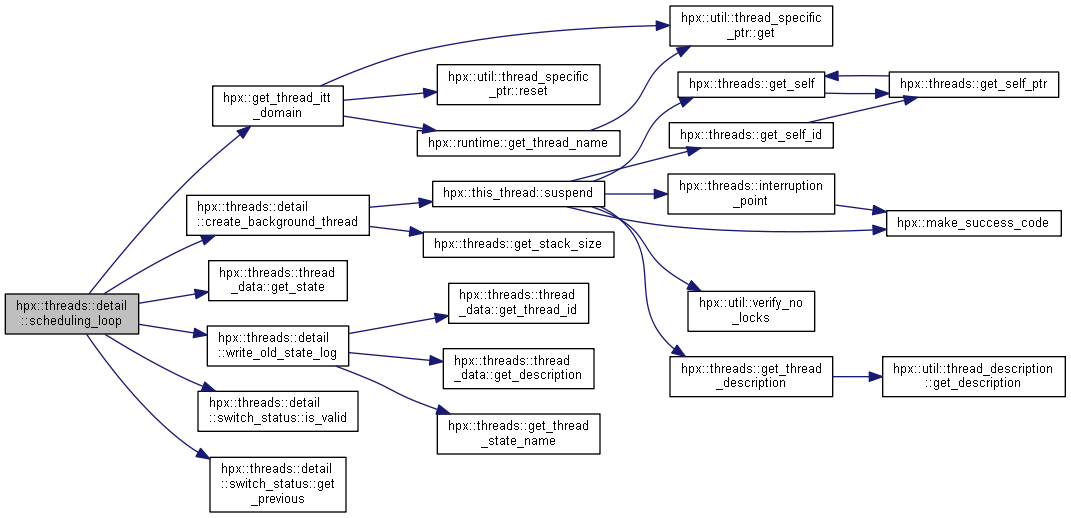 hpx::threads::detail
::scheduling_loop
hpx::get_thread_itt
_domain
hpx::threads::detail
::create_background_thread
hpx::threads::thread
_data::get_state
hpx::threads::detail
::write_old_state_log
hpx::threads::detail
::switch_status::is_valid
hpx::threads::detail
::switch_status::get
_previous
hpx::util::thread_specific
_ptr::reset
hpx::runtime::get_thread_name
hpx::this_thread::suspend
hpx::threads::get_stack_size
hpx::threads::thread
_data::get_thread_id
hpx::threads::thread
_data::get_description
hpx::threads::get_thread
_state_name
hpx::util::thread_specific
_ptr::get
hpx::threads::get_self
hpx::threads::get_self_id
hpx::threads::interruption
_point
hpx::util::verify_no
_locks
hpx::threads::get_thread
_description
hpx::threads::get_self_ptr
hpx::make_success_code
hpx::util::thread_description
::get_description